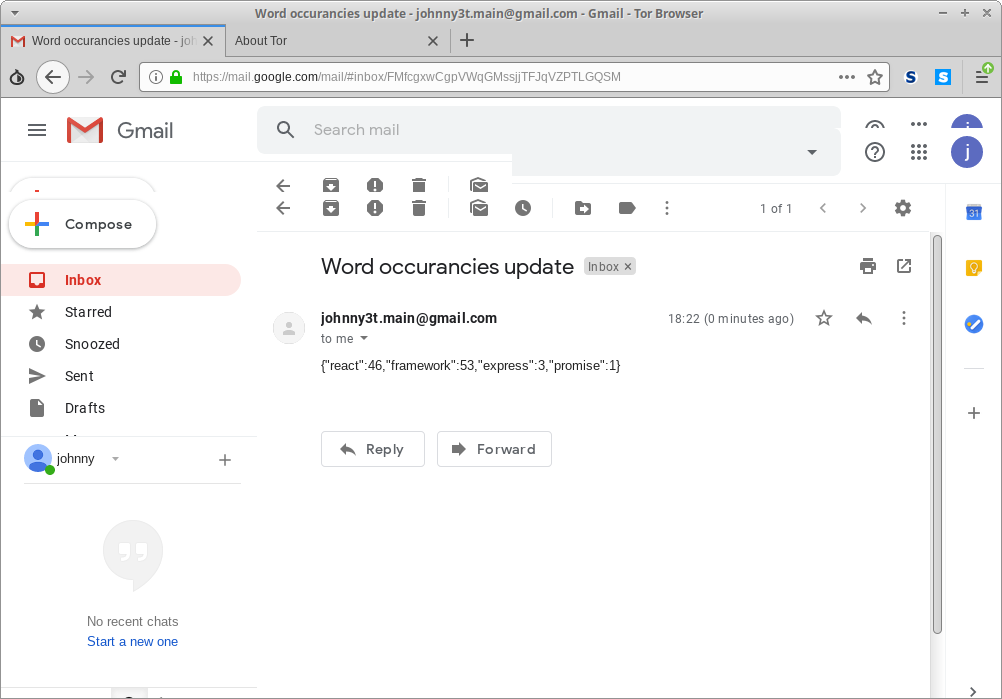 Word occurancies update - johnny3t.main@gmail.com - Gmail - Tor Browser
Word occurancies update - joh
About Tor
https://mail.google.com/mail/#inbox/FMfcgxwCgpVWqGMssjjTFJqVZPTLGQSM
S
S
Gmail
Search mail
j
Compose
1 of 1
31
Word occurancies update
Inbox ×
Inbox
Starred
Snoozed
Sent
Drafts
johnny3t.main@gmail.com
18:22 (0 minutes ago)
to me
{"react":46,"framework":53,"express":3,"promise":1}
Reply
Forward
johnny
No recent chats
Start a new one